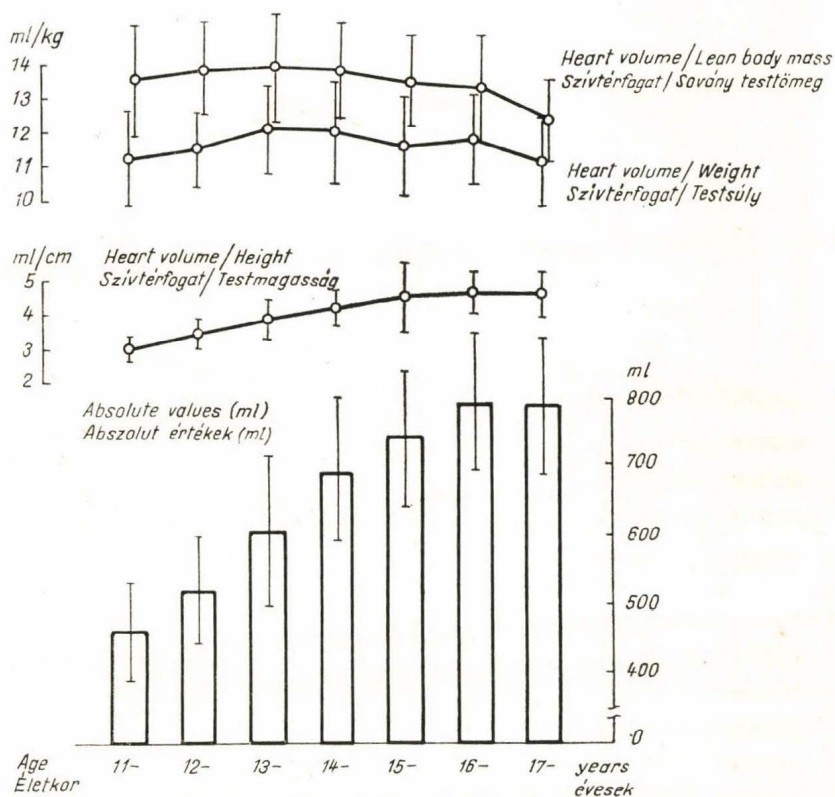 ml/kg
14
13
12
11
10
Heart volume/Lean body mass
Szívtérfogat/Sovány testtömeg
Heart volume/Weight
Szívtérfogat/Testsúly
ml/cm
5
4
3
2
Heart volume/Height
Szívtérfogat/Testmagasság
Absolute values (ml)
Abszolut értékek (ml)
ml
800
700
600
500
400
0
Age 11- 12- 13- 14- 15- 16- 17- years
Életkor évesek